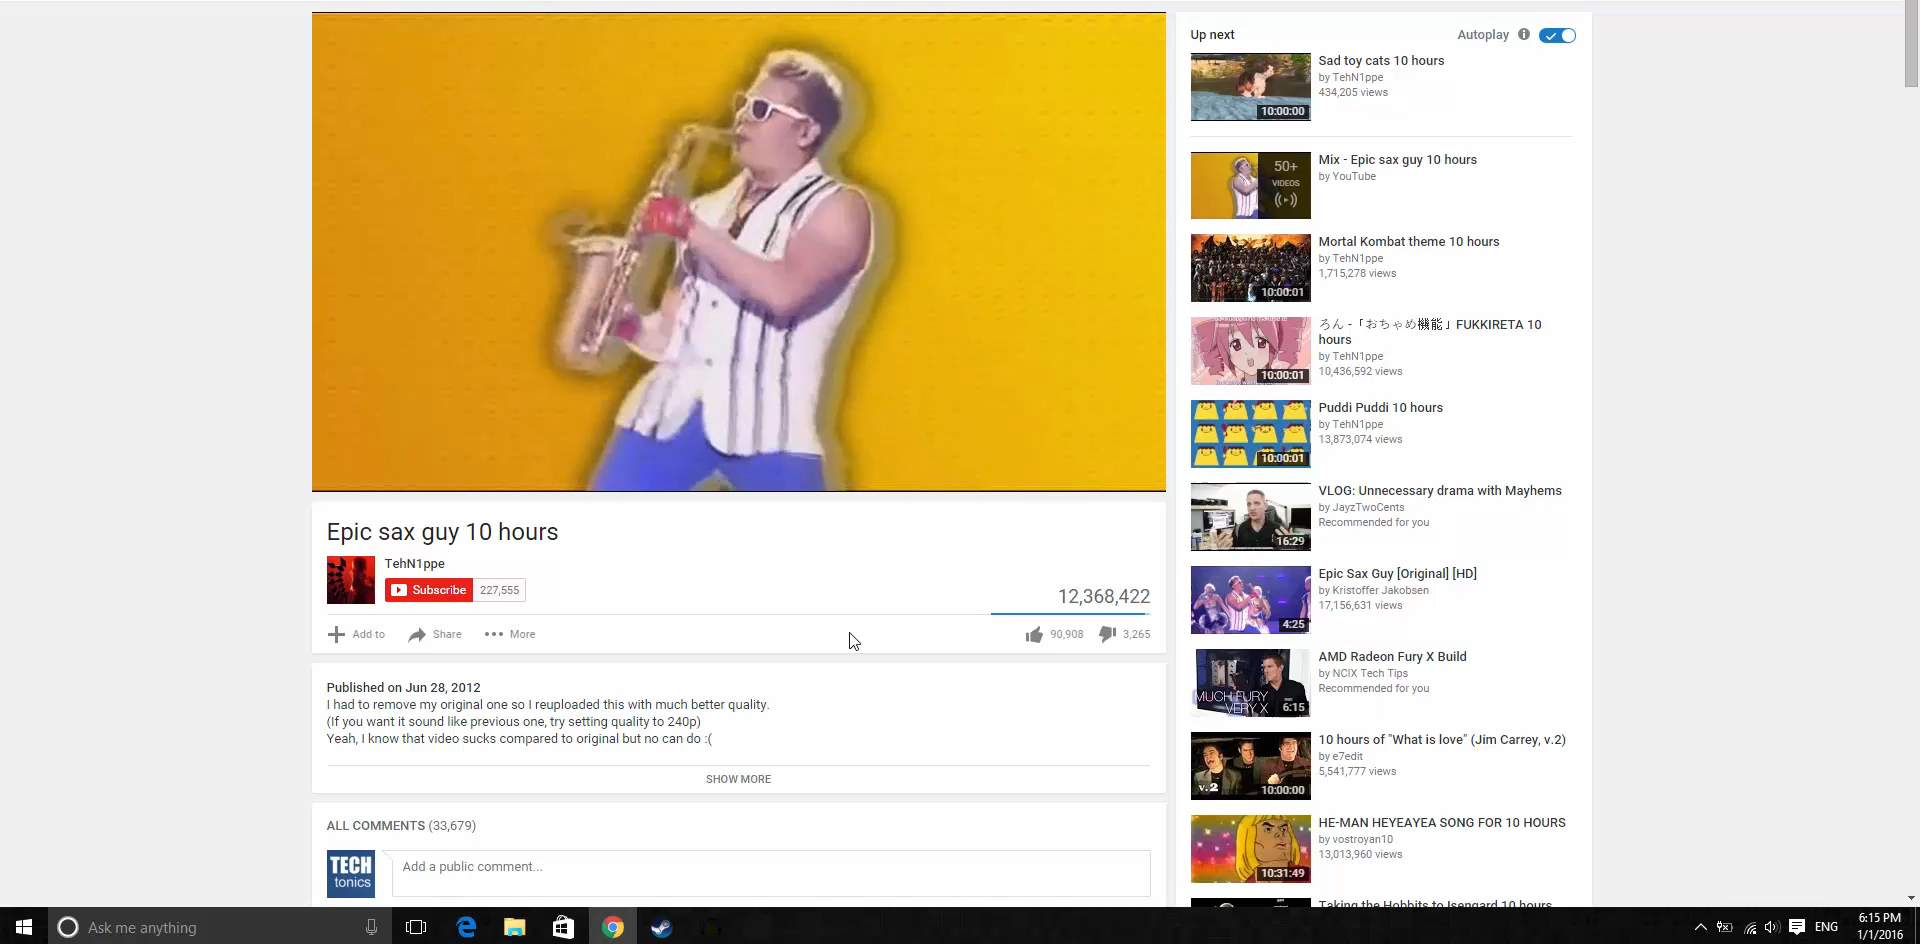 Up next
Autoplay
Sad toy cats 10 hours
by TehN1ppe
434,205 views
10:00:00
Mix - Epic sax guy 10 hours
by YouTube
50+
VIDEOS
Mortal Kombat theme 10 hours
by TehN1ppe
1,715,278 views
10:00:01
ろん -「おちゃめ機能」FUKKIRETA 10
hours
by TehN1ppe
10,436,592 views
10:00:01
Puddi Puddi 10 hours
by TehN1ppe
13,873,074 views
10:00:01
VLOG: Unnecessary drama with Mayhems
by JayzTwoCents
Recommended for you
16:29
Epic Sax Guy [Original] [HD]
by Kristoffer Jakobsen
17,156,631 views
4:25
AMD Radeon Fury X Build
by NCIX Tech Tips
Recommended for you
MUCH FURY
VERY X
6:15
10 hours of "What is love" (Jim Carrey, v.2)
by e7edit
5,541,777 views
v.2
10:00:00
HE-MAN HEYEAYEA SONG FOR 10 HOURS
by vostroyan10
13,013,960 views
10:31:49
Taking the Hobbits to Isengard 10 hours
Epic sax guy 10 hours
TehN1ppe
Subscribe 227,555
12,368,422
Add to Share More 90,908 3,265
Published on Jun 28, 2012
I had to remove my original one so I reuploaded this with much better quality.
(If you want it sound like previous one, try setting quality to 240p)
Yeah, I know that video sucks compared to original but no can do :(
SHOW MORE
ALL COMMENTS (33,679)
TECH
tonics
Add a public comment...
Ask me anything
ENG
6:15 PM
1/1/2016